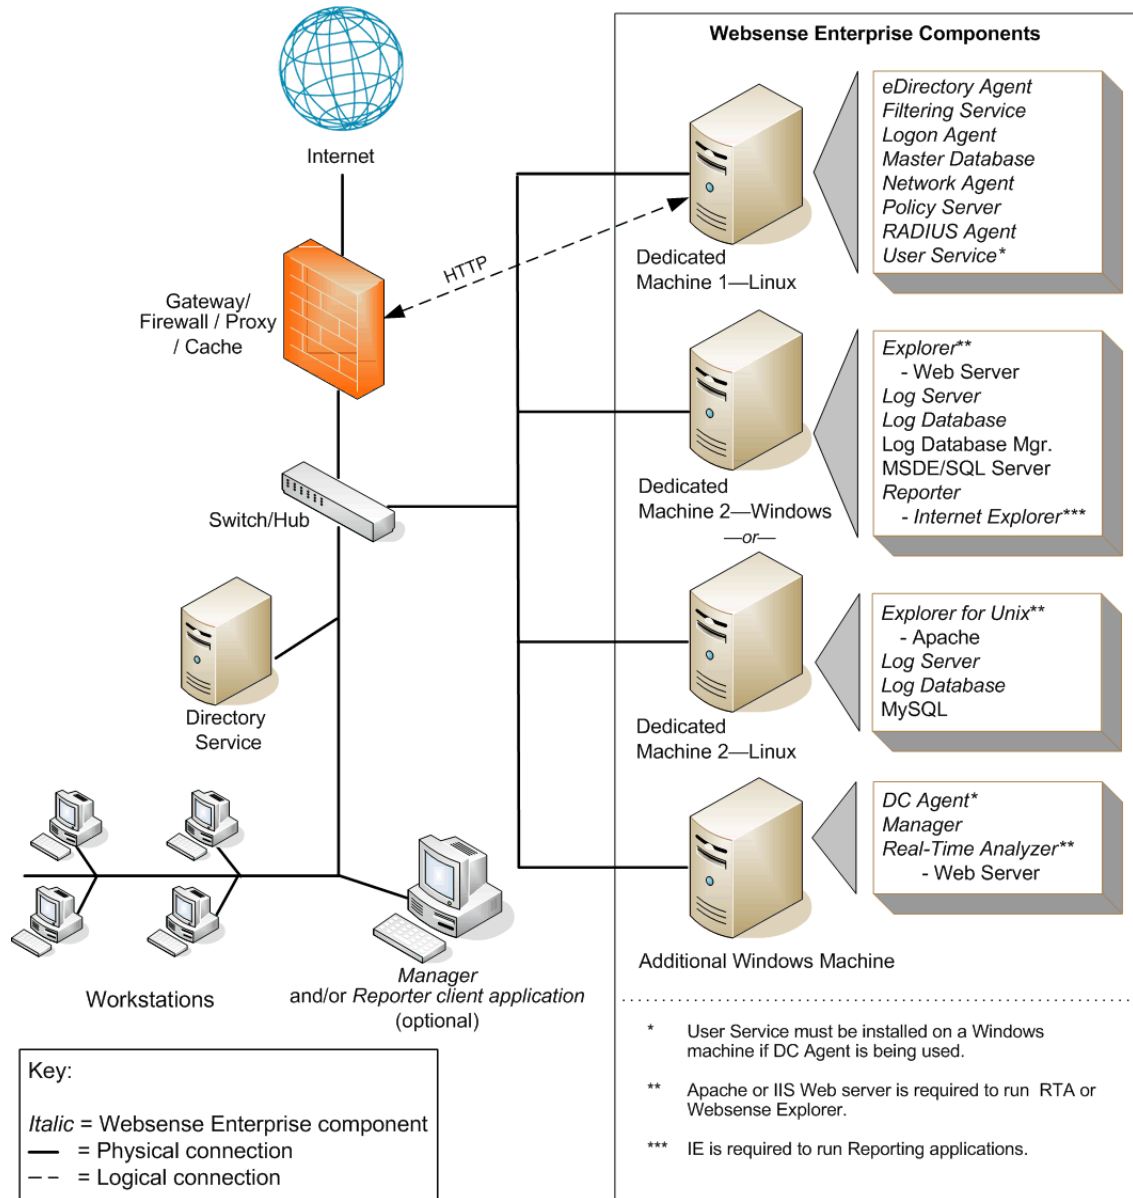 Websense Enterprise Components
Internet
HTTP
Gateway/
Firewall / Proxy
/ Cache
Switch/Hub
Directory
Service
Workstations
Manager
and/or Reporter client application
(optional)
Dedicated
Machine 1—Linux
eDirectory Agent
Filtering Service
Logon Agent
Master Database
Network Agent
Policy Server
RADIUS Agent
User Service*
Dedicated
Machine 2—Windows
—or—
Explorer**
- Web Server
Log Server
Log Database
Log Database Mgr.
MSDE/SQL Server
Reporter
- Internet Explorer***
Dedicated
Machine 2—Linux
Explorer for Unix**
- Apache
Log Server
Log Database
MySQL
Additional Windows Machine
DC Agent*
Manager
Real-Time Analyzer**
- Web Server
* User Service must be installed on a Windows
machine if DC Agent is being used.
** Apache or IIS Web server is required to run RTA or
Websense Explorer.
*** IE is required to run Reporting applications.
Key:
Italic = Websense Enterprise component
= Physical connection
= Logical connection